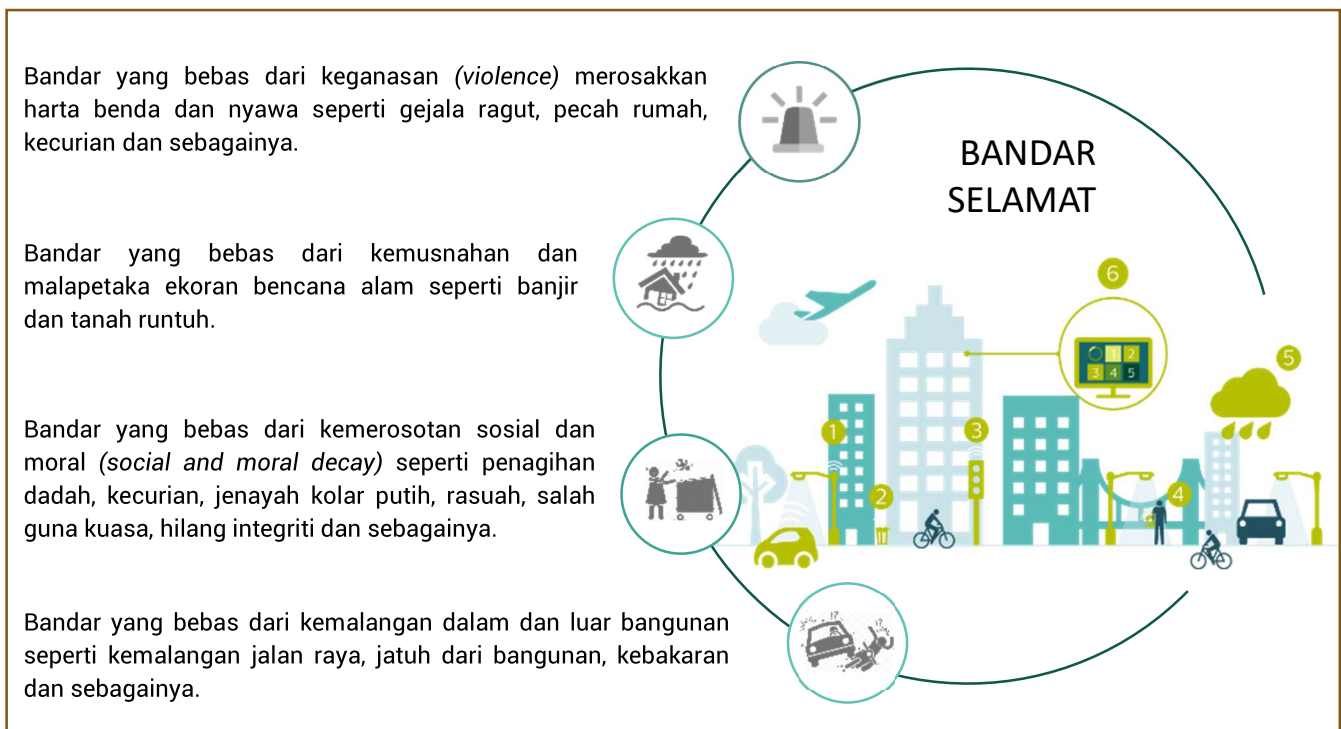 Bandar yang bebas dari keganasan (violence) merosakkan
harta benda dan nyawa seperti gejala ragut, pecah rumah,
kecurian dan sebagainya.
Bandar yang bebas dari kemusnahan dan
malapetaka ekoran bencana alam seperti banjir
dan tanah runtuh.
Bandar yang bebas dari kemerosotan sosial dan
moral (social and moral decay) seperti penagihan
dadah, kecurian, jenayah kolar putih, rasuah, salah
guna kuasa, hilang integriti dan sebagainya.
Bandar yang bebas dari kemalangan dalam dan luar bangunan
seperti kemalangan jalan raya, jatuh dari bangunan, kebakaran
dan sebagainya.
BANDAR
SELAMAT
6
1 2
3 4 5
5
1
3
2
4
!?
!?